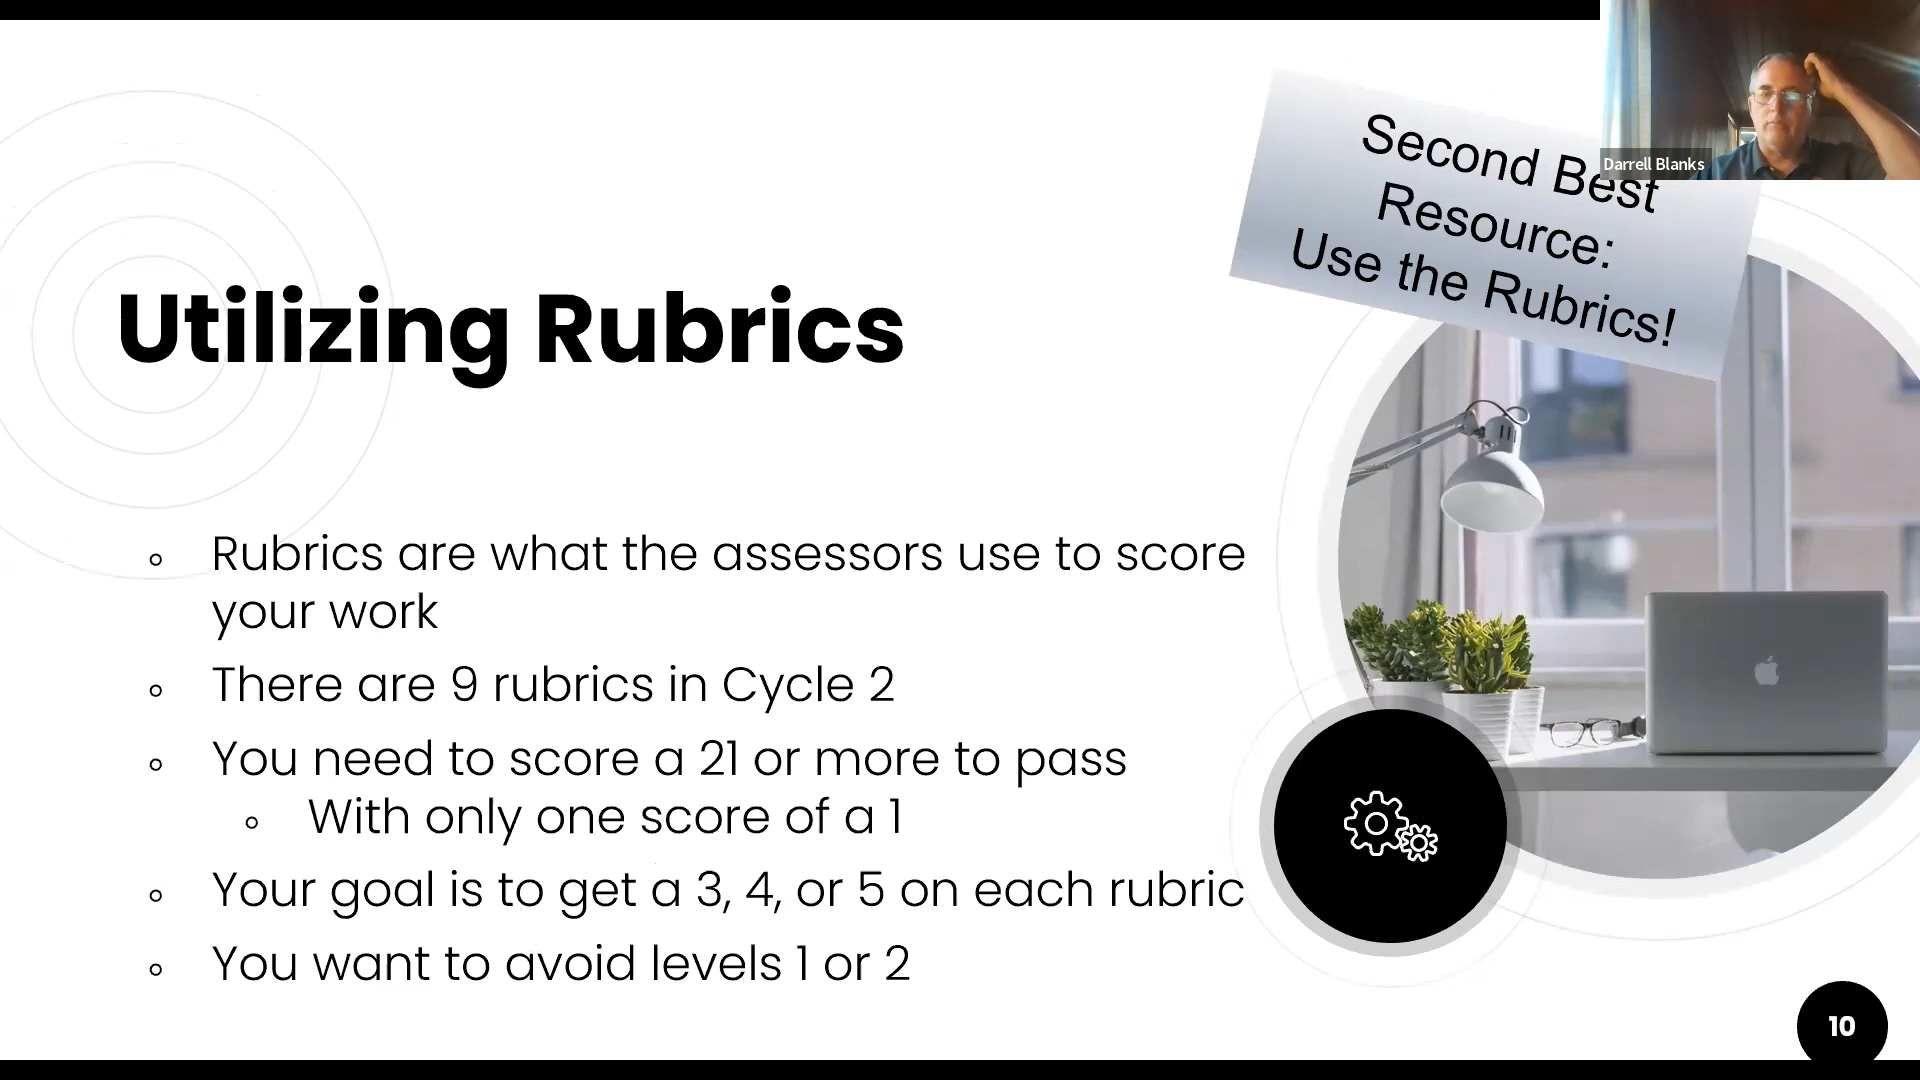 Second Best
Resource:
Use the Rubrics!
Darrell Blanks
Utilizing Rubrics
Rubrics are what the assessors use to score
your work
There are 9 rubrics in Cycle 2
You need to score a 21 or more to pass
With only one score of a 1
Your goal is to get a 3, 4, or 5 on each rubric
You want to avoid levels 1 or 2
10